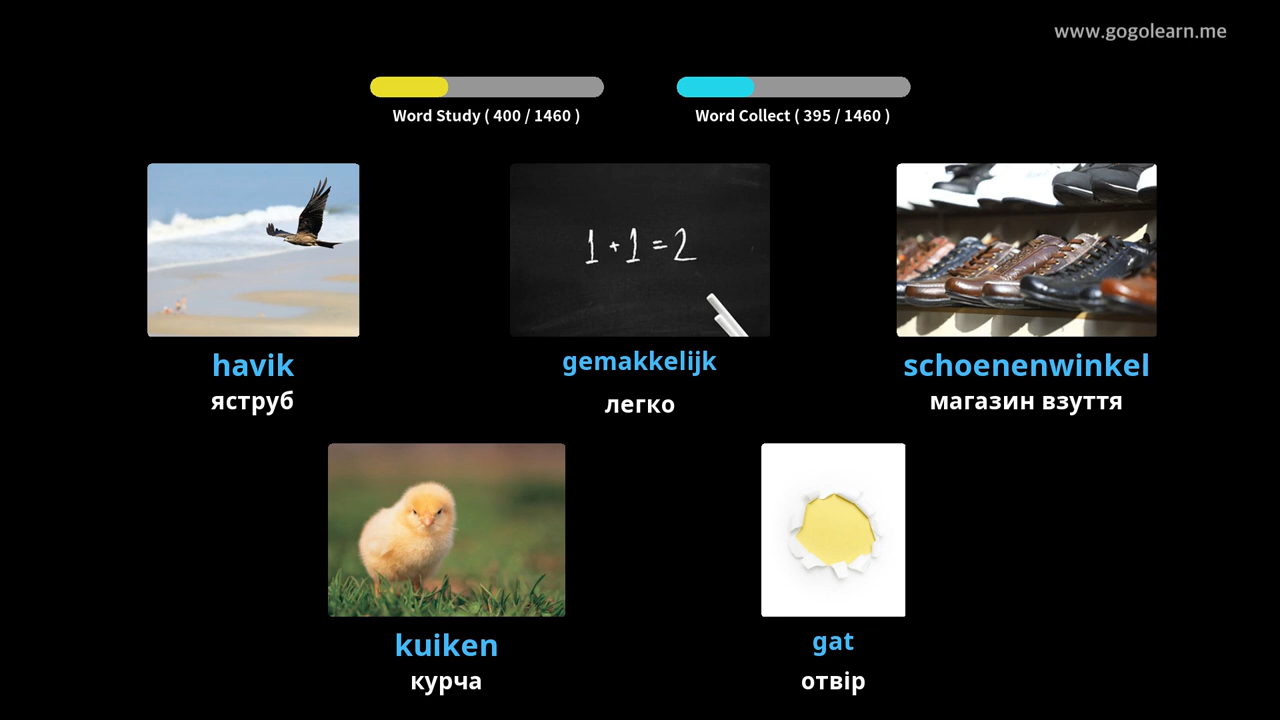 www.gogolearn.me
Word Study ( 400 / 1460 )
Word Collect ( 395 / 1460 )
1+1=2
havik
яструб
gemakkelijk
легко
schoenenwinkel
магазин взуття
kuiken
курча
gat
отвір